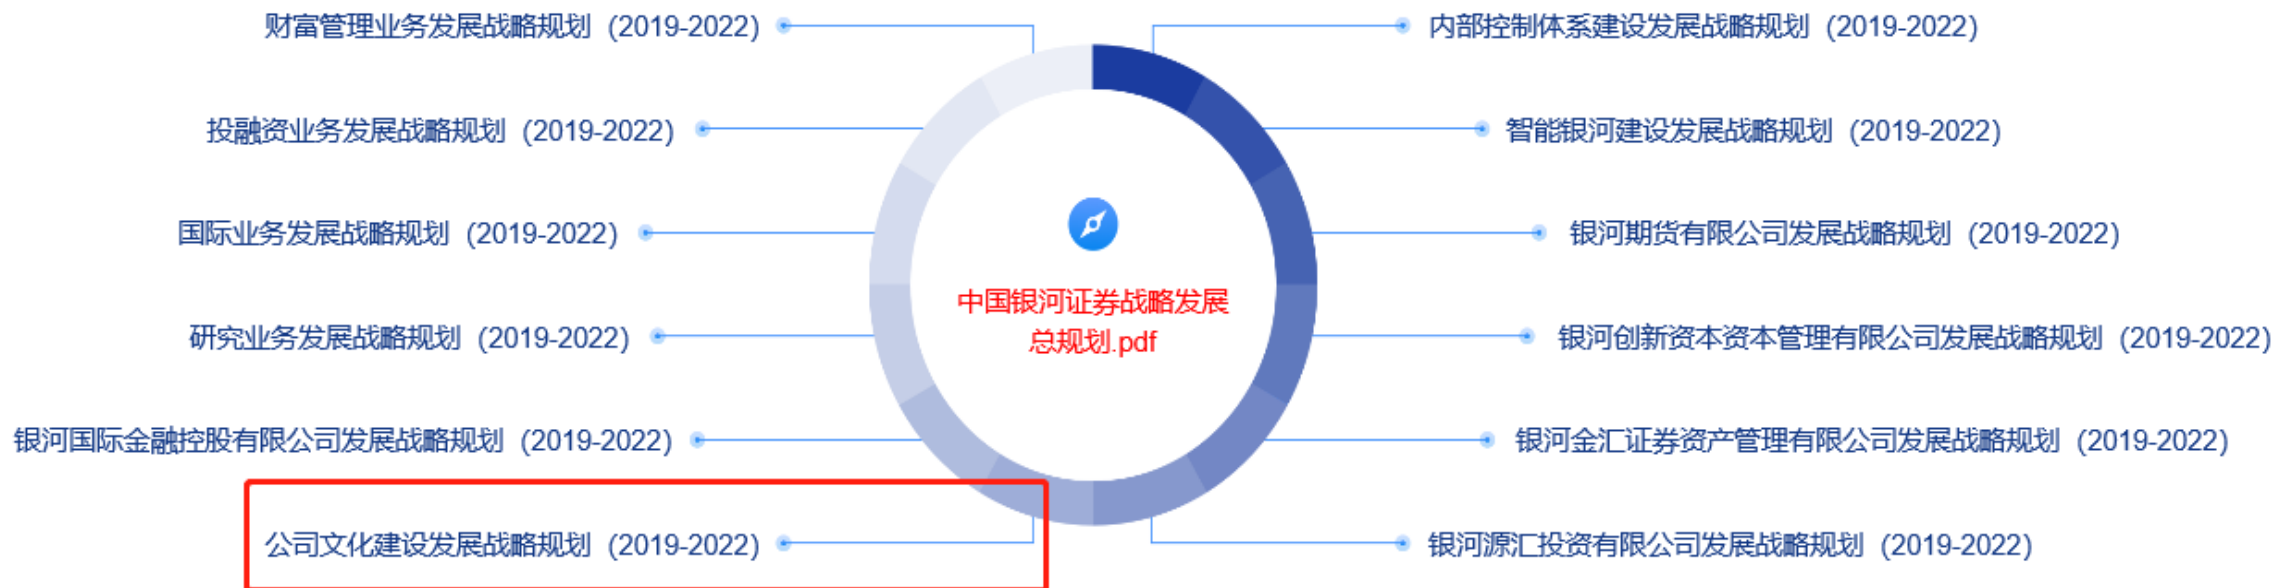 财富管理业务发展战略规划 (2019-2022)
内部控制体系建设发展战略规划 (2019-2022)
投融资业务发展战略规划 (2019-2022)
智能银河建设发展战略规划 (2019-2022)
国际业务发展战略规划 (2019-2022)
银河期货有限公司发展战略规划 (2019-2022)
中国银河证券战略发展
总规划.pdf
研究业务发展战略规划 (2019-2022)
银河创新资本资本管理有限公司发展战略规划 (2019-2022)
银河国际金融控股有限公司发展战略规划 (2019-2022)
银河金汇证券资产管理有限公司发展战略规划 (2019-2022)
公司文化建设发展战略规划 (2019-2022)
银河源汇投资有限公司发展战略规划 (2019-2022)